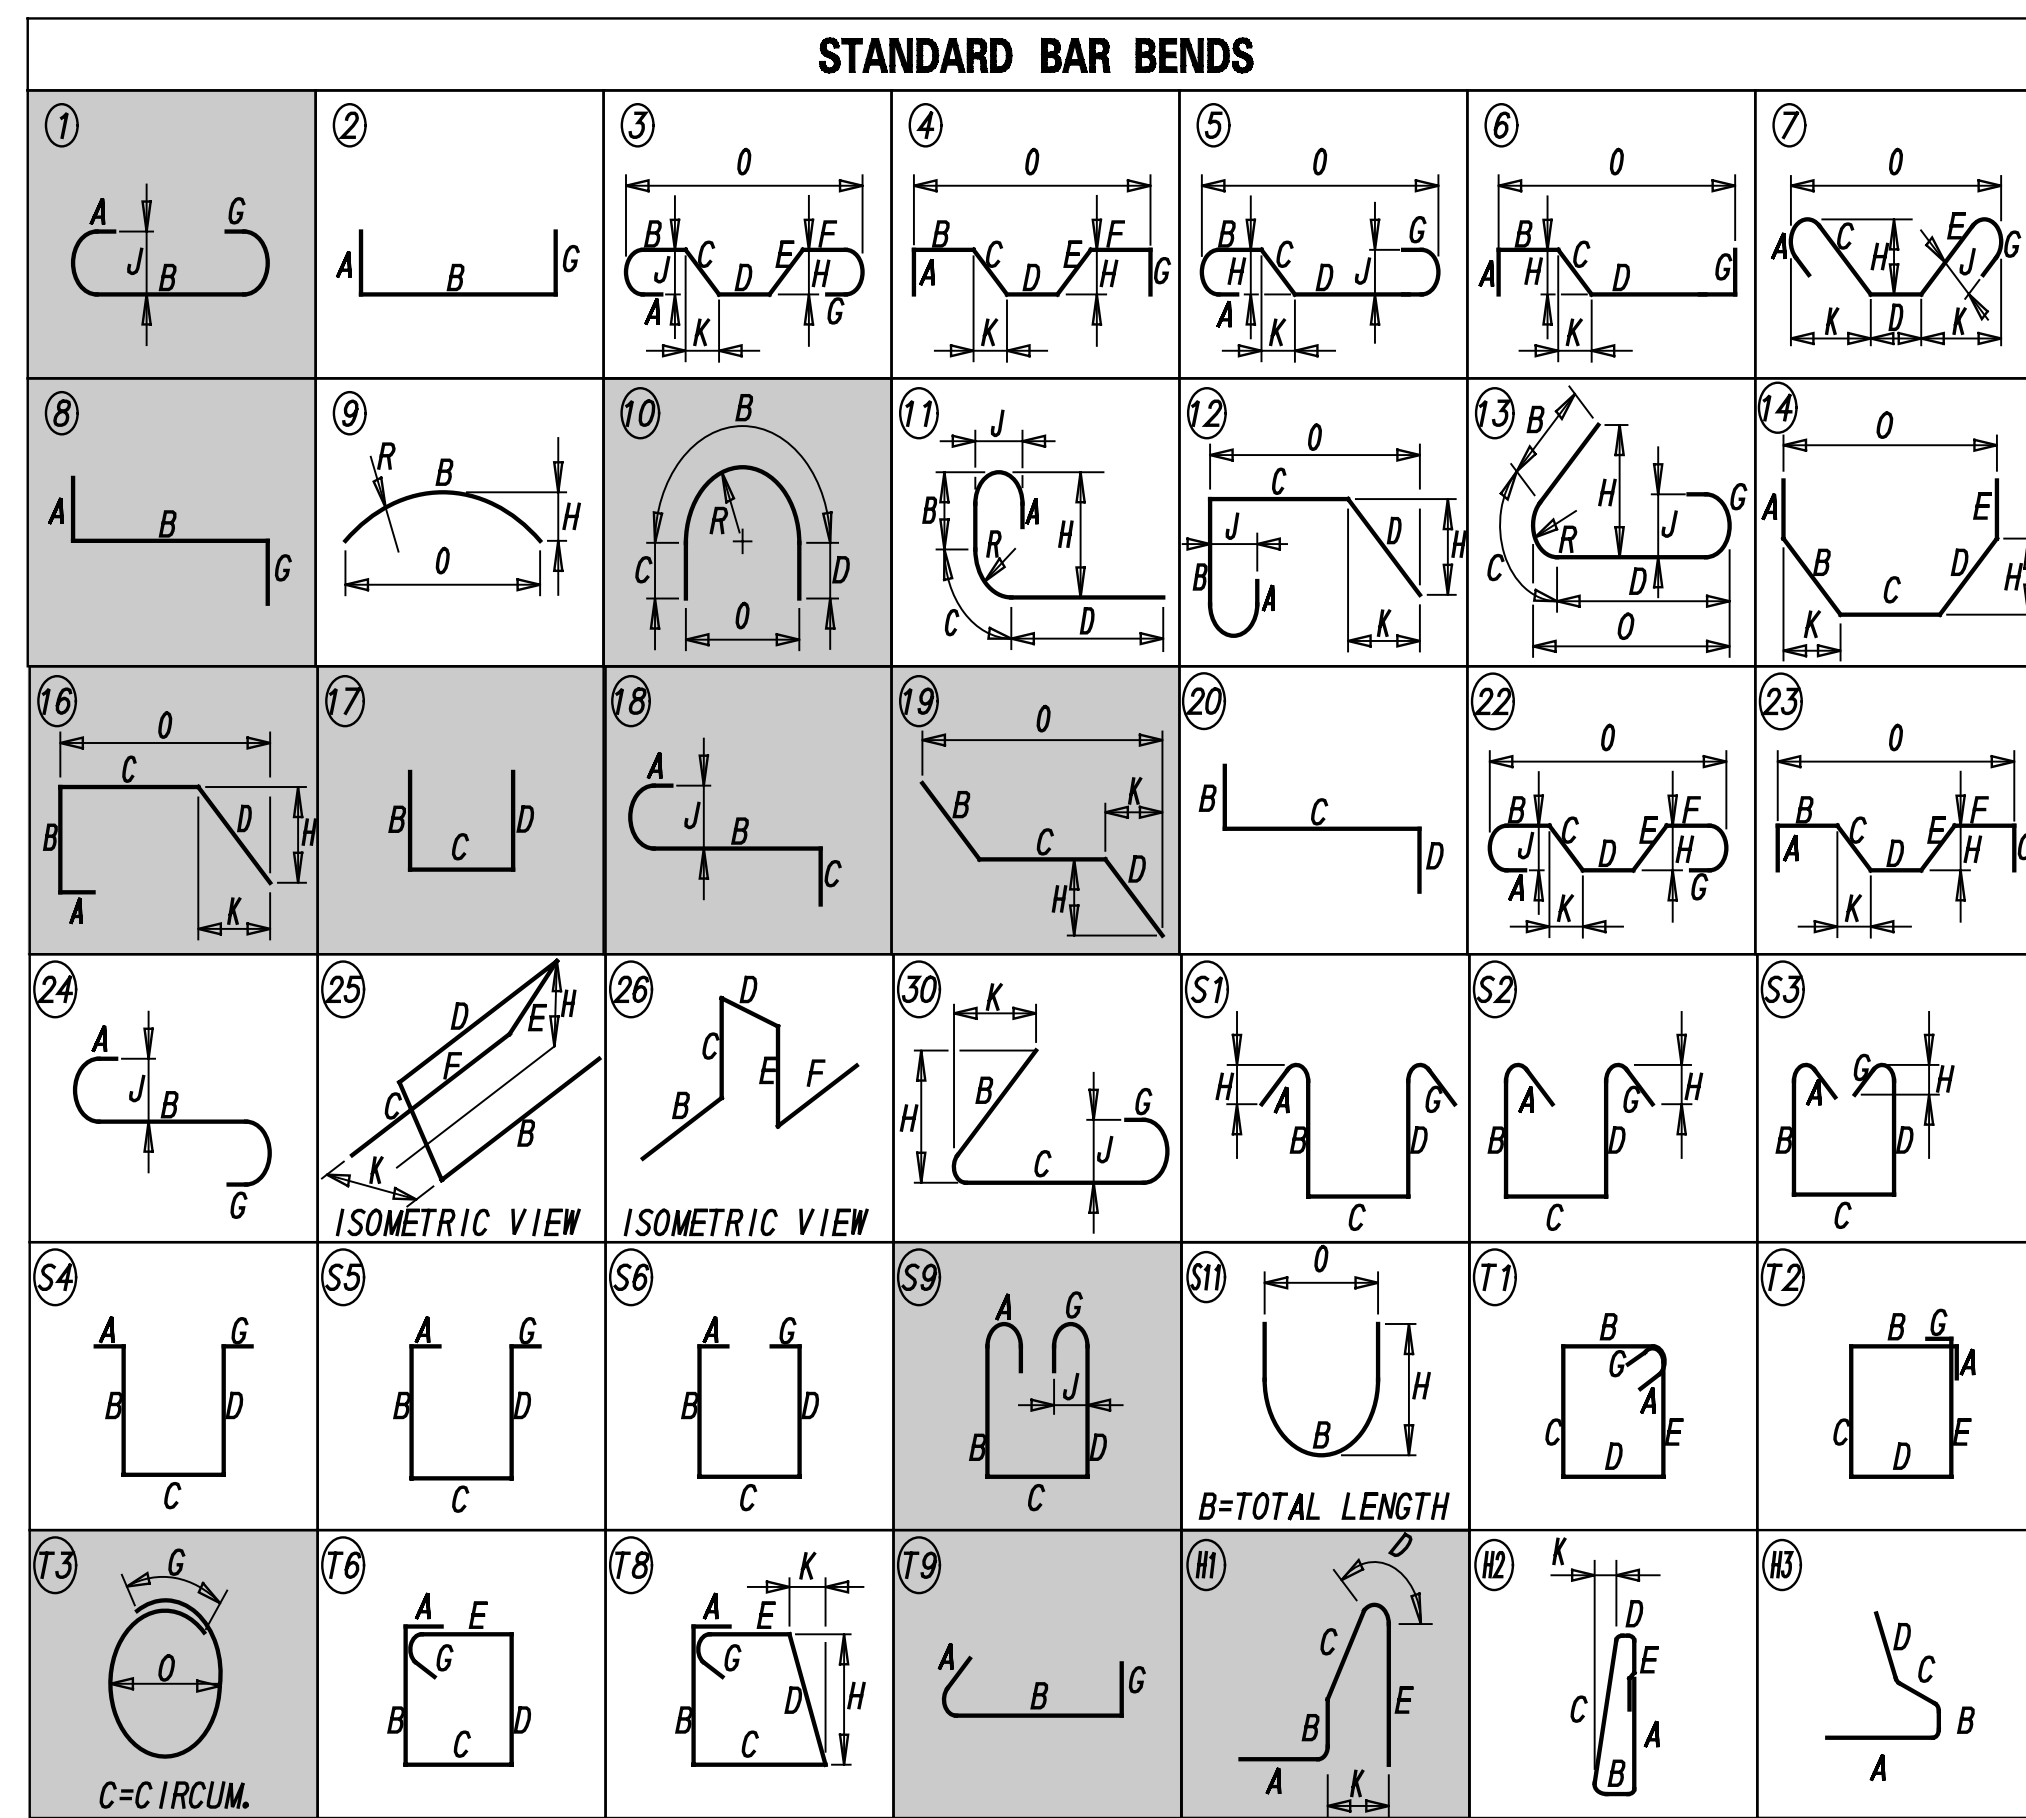 STANDARD BAR BENDS
1
A
G
J
B
2
A
B
G
3
O
B
C
E
F
J
D
H
A
G
K
4
O
B
C
E
F
A
D
H
G
K
5
O
G
B
C
H
D
J
A
K
6
O
B
C
A
H
D
G
K
7
O
A
C
E
G
H
J
K
D
K
8
A
B
G
9
R
B
H
O
10
B
R
C
D
O
11
J
B
A
H
R
C
D
12
O
C
J
D
H
B
A
K
13
B
H
G
J
R
C
D
O
14
O
A
E
B
D
C
H
K
16
O
C
D
H
B
A
K
17
B
D
C
18
A
J
B
C
19
O
K
B
C
D
H
20
B
C
D
22
O
B
C
E
F
J
D
H
A
G
K
23
O
B
C
E
F
A
D
H
K
24
A
J
B
G
25
D
E
H
F
C
B
K
ISOMETRIC VIEW
26
D
C
E
F
B
ISOMETRIC VIEW
30
K
B
H
G
J
C
S1
H
A
G
B
D
C
S2
A
G
H
B
D
C
S3
G
A
H
B
D
C
S4
A
G
B
D
C
S5
A
G
B
D
C
S6
A
G
B
D
C
S9
A
G
J
B
D
C
S11
O
H
B
B=TOTAL LENGTH
T1
B
G
A
C
E
D
T2
B
G
A
C
E
D
T3
G
O
C=CIRCUM.
T6
A
E
G
B
D
C
T8
K
A
E
G
D
H
B
C
T9
A
B
G
H1
D
C
E
B
A
K
H2
K
D
E
C
A
B
H3
D
C
B
A